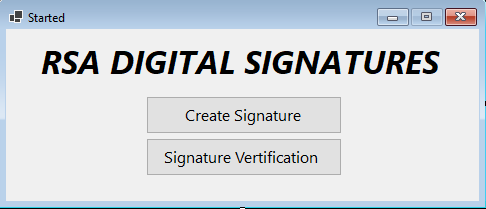 Started
RSA DIGITAL SIGNATURES
Create Signature
Signature Vertification